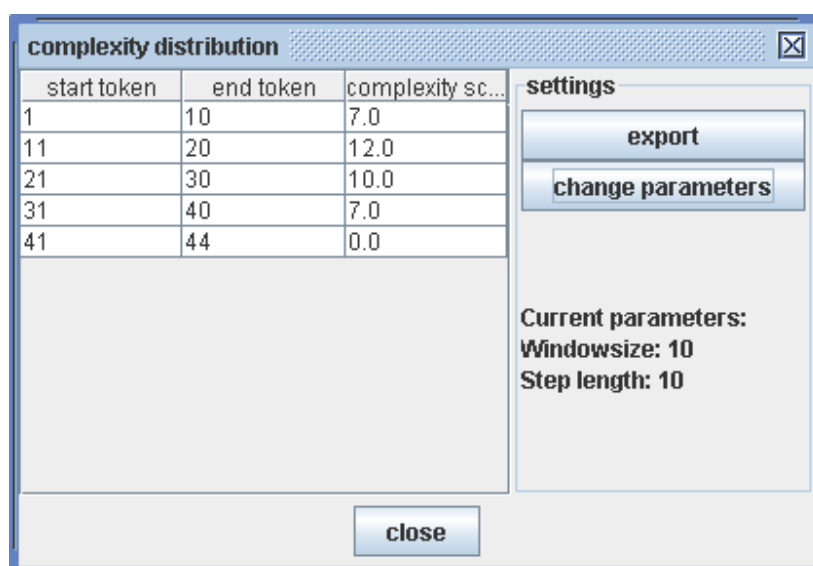 complexity distribution
start token end token complexity sc...
1 10 7.0
11 20 12.0
21 30 10.0
31 40 7.0
41 44 0.0
settings
export
change parameters
Current parameters:
Windowsize: 10
Step length: 10
close